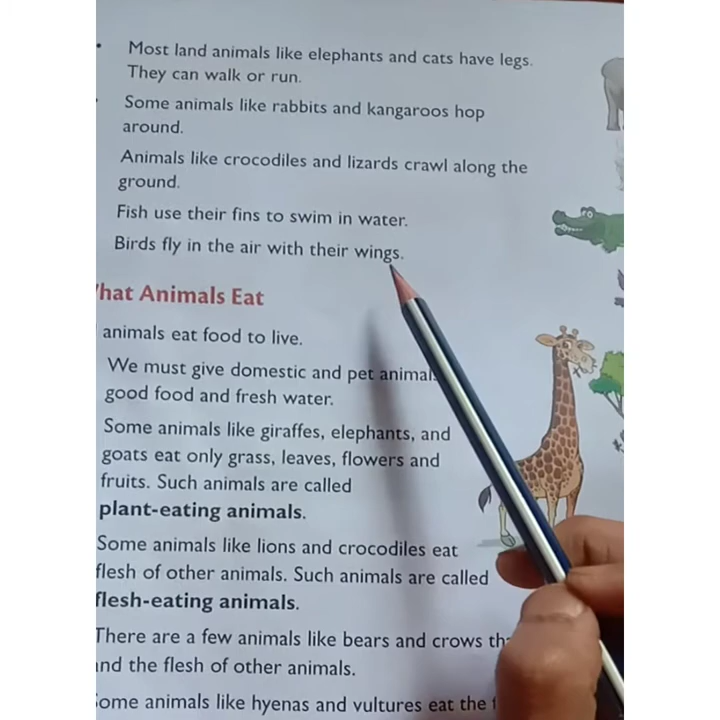 Most land animals like elephants and cats have legs.
They can walk or run.
Some animals like rabbits and kangaroos hop
around.
Animals like crocodiles and lizards crawl along the
ground.
Fish use their fins to swim in water.
Birds fly in the air with their wings.
hat Animals Eat
animals eat food to live.
We must give domestic and pet animal
good food and fresh water.
Some animals like giraffes, elephants, and
goats eat only grass, leaves, flowers and
fruits. Such animals are called
plant-eating animals.
Some animals like lions and crocodiles eat
flesh of other animals. Such animals are called
flesh-eating animals.
There are a few animals like bears and crows
and the flesh of other animals.
Some animals like hyenas and vultures eat the